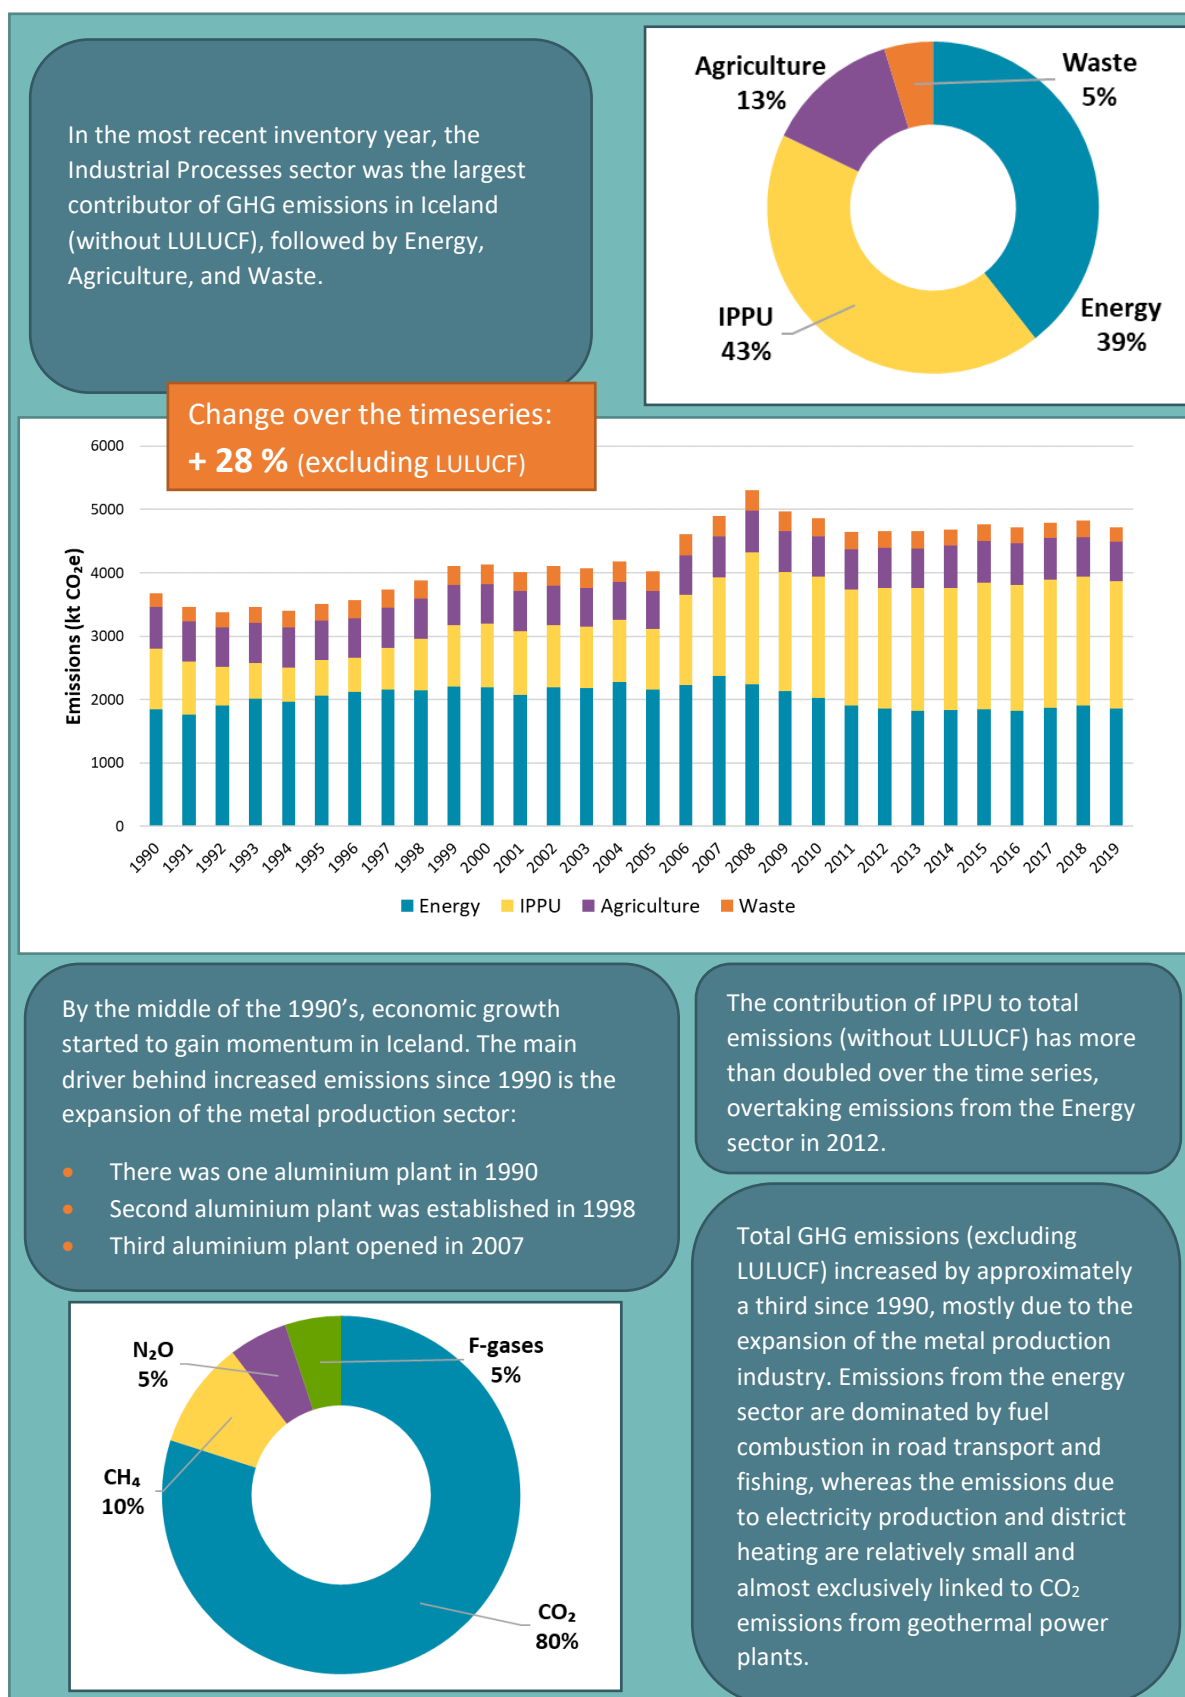 In the most recent inventory year, the
Industrial Processes sector was the largest
contributor of GHG emissions in Iceland
(without LULUCF), followed by Energy,
Agriculture, and Waste.
Agriculture
13%
Waste
5%
IPPU
43%
Energy
39%
Change over the timeseries:
+ 28 % (excluding LULUCF)
Emissions (kt CO₂e)
6000
5000
4000
3000
2000
1000
0
1990
1991
1992
1993
1994
1995
1996
1997
1998
1999
2000
2001
2002
2003
2004
2005
2006
2007
2008
2009
2010
2011
2012
2013
2014
2015
2016
2017
2018
2019
Energy
IPPU
Agriculture
Waste
By the middle of the 1990’s, economic growth
started to gain momentum in Iceland. The main
driver behind increased emissions since 1990 is the
expansion of the metal production sector:
• There was one aluminium plant in 1990
• Second aluminium plant was established in 1998
• Third aluminium plant opened in 2007
The contribution of IPPU to total
emissions (without LULUCF) has more
than doubled over the time series,
overtaking emissions from the Energy
sector in 2012.
N₂O
5%
F-gases
5%
CH₄
10%
CO₂
80%
Total GHG emissions (excluding
LULUCF) increased by approximately
a third since 1990, mostly due to the
expansion of the metal production
industry. Emissions from the energy
sector are dominated by fuel
combustion in road transport and
fishing, whereas the emissions due
to electricity production and district
heating are relatively small and
almost exclusively linked to CO₂
emissions from geothermal power
plants.